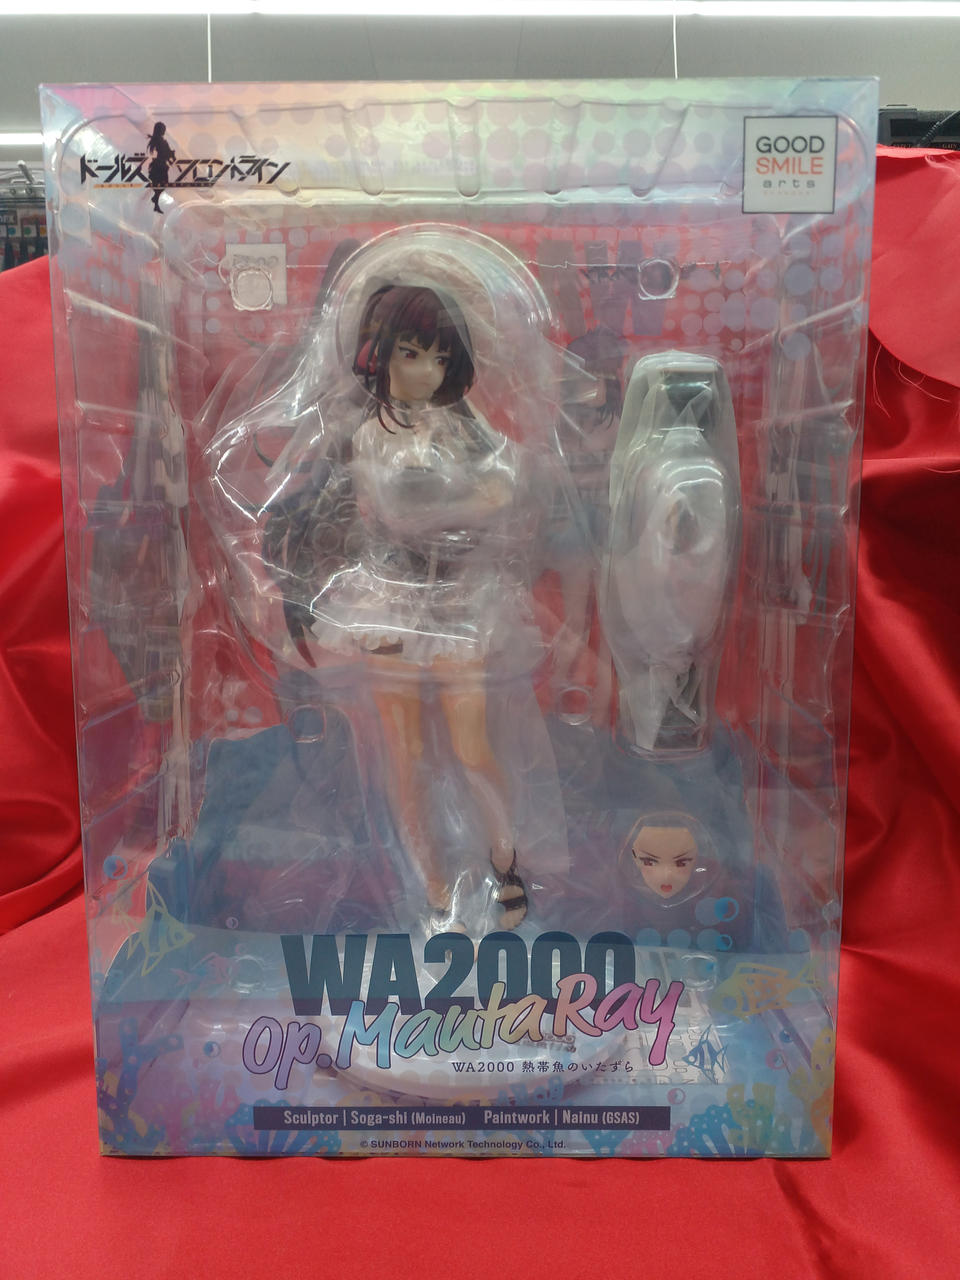 ドールズフロントライン
GOOD
SMILE
arts
WA2000
Op.MantaRay
WA2000 熱帯魚のいたずら
Sculptor | Soga-shi (Moineau) Paintwork | Nainu (GSAS)
© SUNBORN Network Technology Co., Ltd.